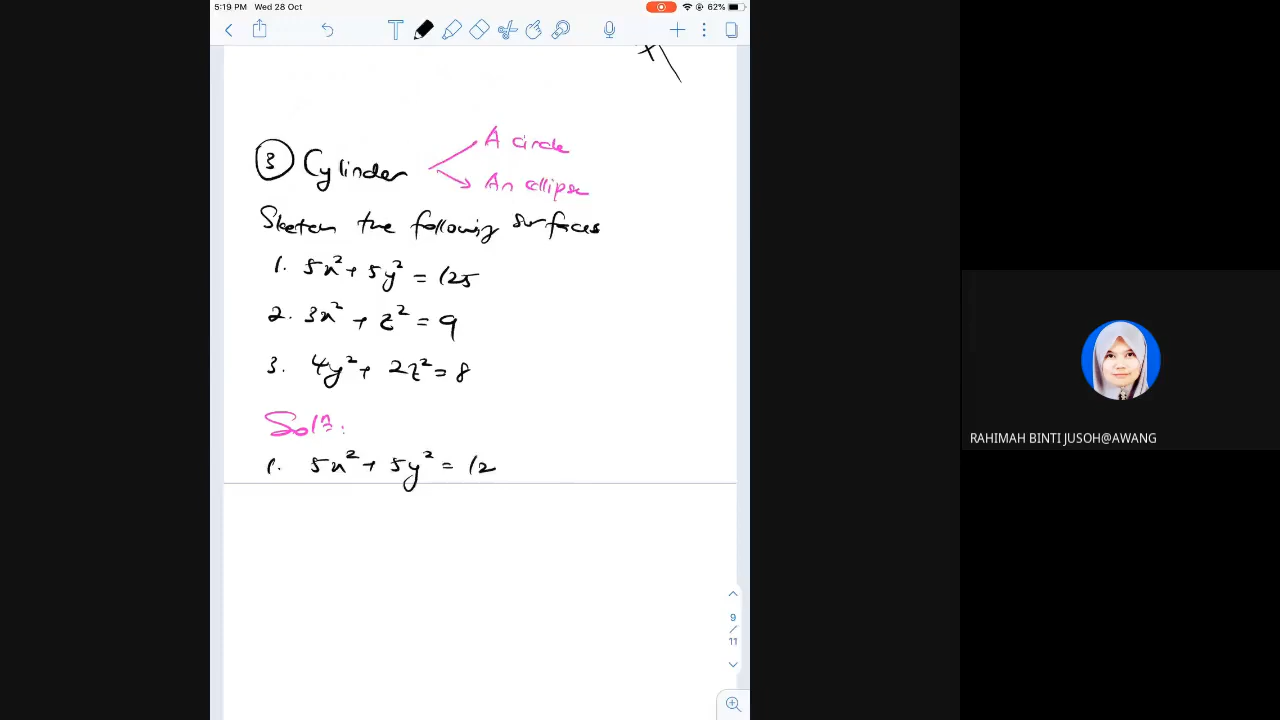 5:19 PM Wed 28 Oct
62%
T
③ Cylinder
A circle
An ellipse
Sketch the following surfaces
1. 5x² + 5y² = 125
2. 3x² + z² = 9
3. 4y² + 2z² = 8
Sol
1. 5x² + 5y² = 12
9
/
11
RAHIMAH BINTI JUSOH@AWANG